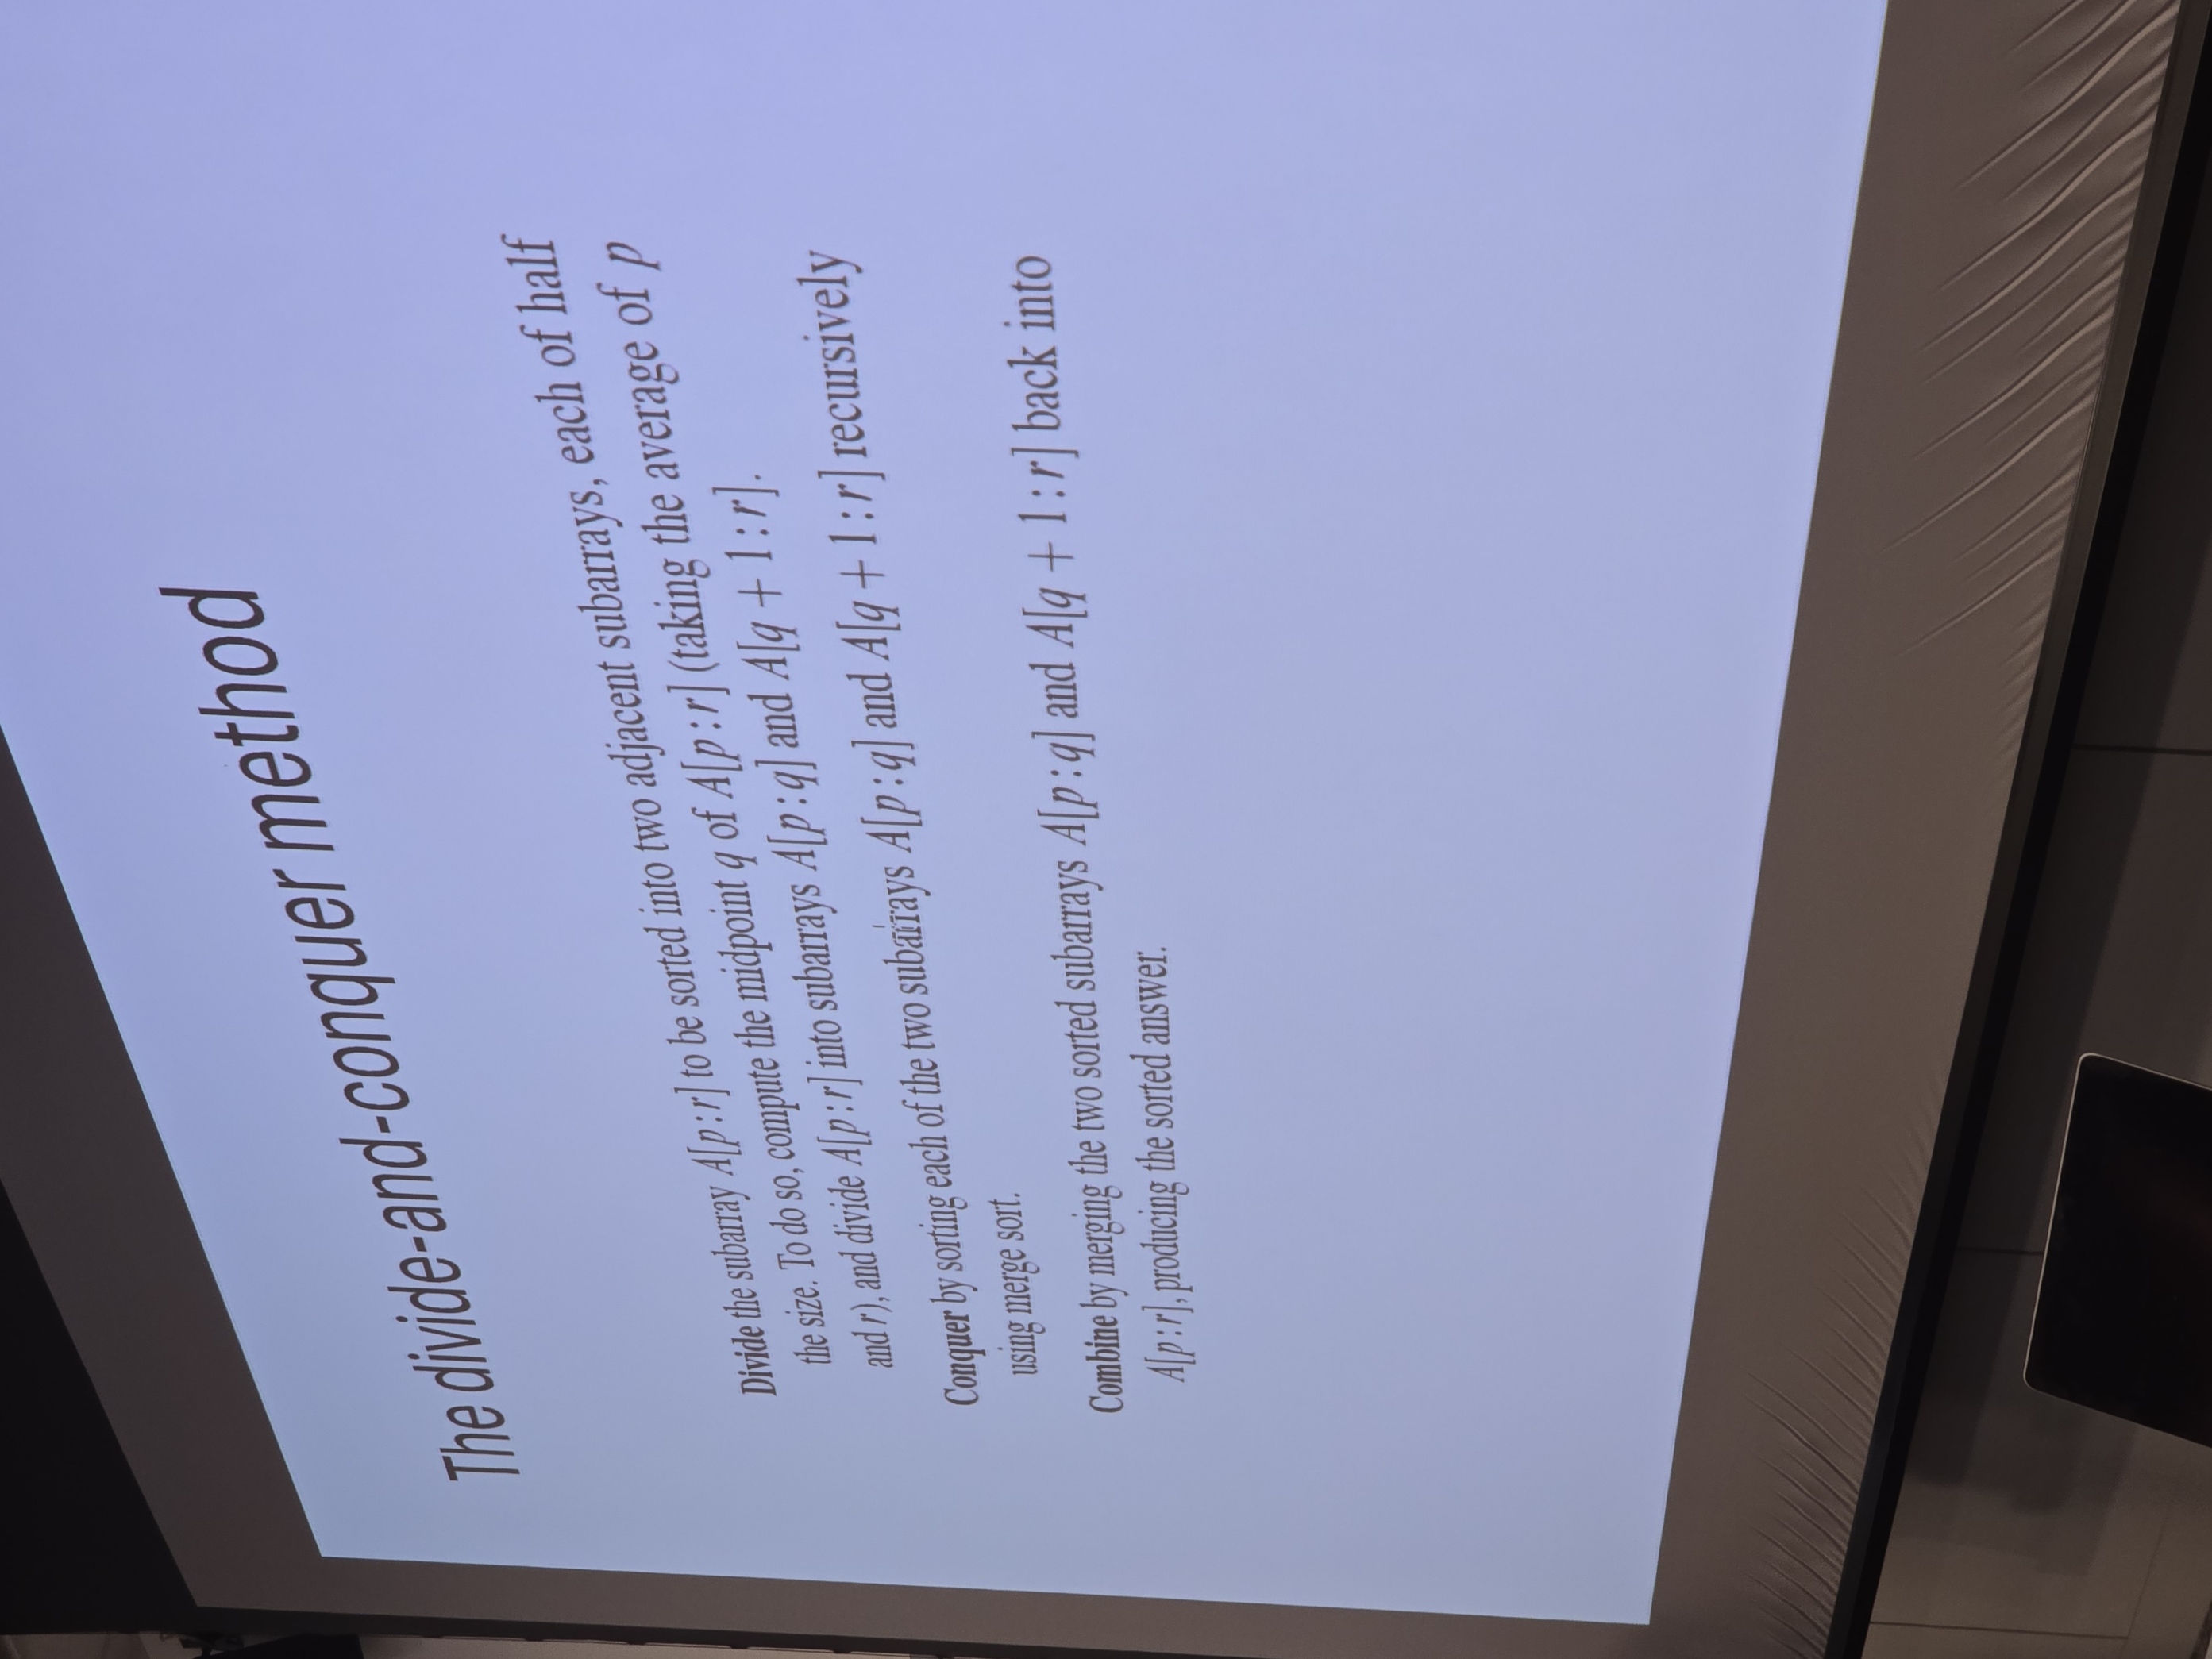 The divide-and-conquer method
Divide the subarray A[p:r] to be sorted into two adjacent subarrays, each of half
the size. To do so, compute the midpoint q of A[p:r] (taking the average of p
and r), and divide A[p:r] into subarrays A[p:q] and A[q + 1:r].
Conquer by sorting each of the two subarrays A[p:q] and A[q + 1:r] recursively
using merge sort.
Combine by merging the two sorted subarrays A[p:q] and A[q + 1:r] back into
A[p:r], producing the sorted answer.